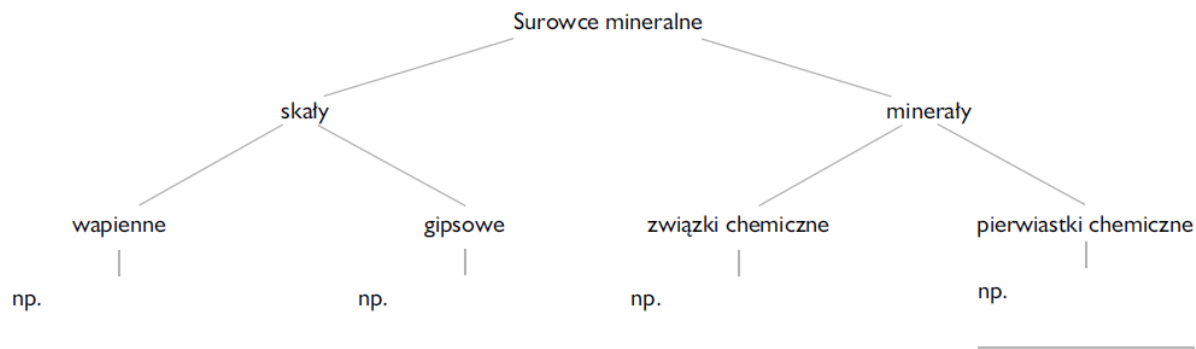 Surowce mineralne
skały minerały
wapienne gipsowe związki chemiczne pierwiastki chemiczne
np. np. np. np.